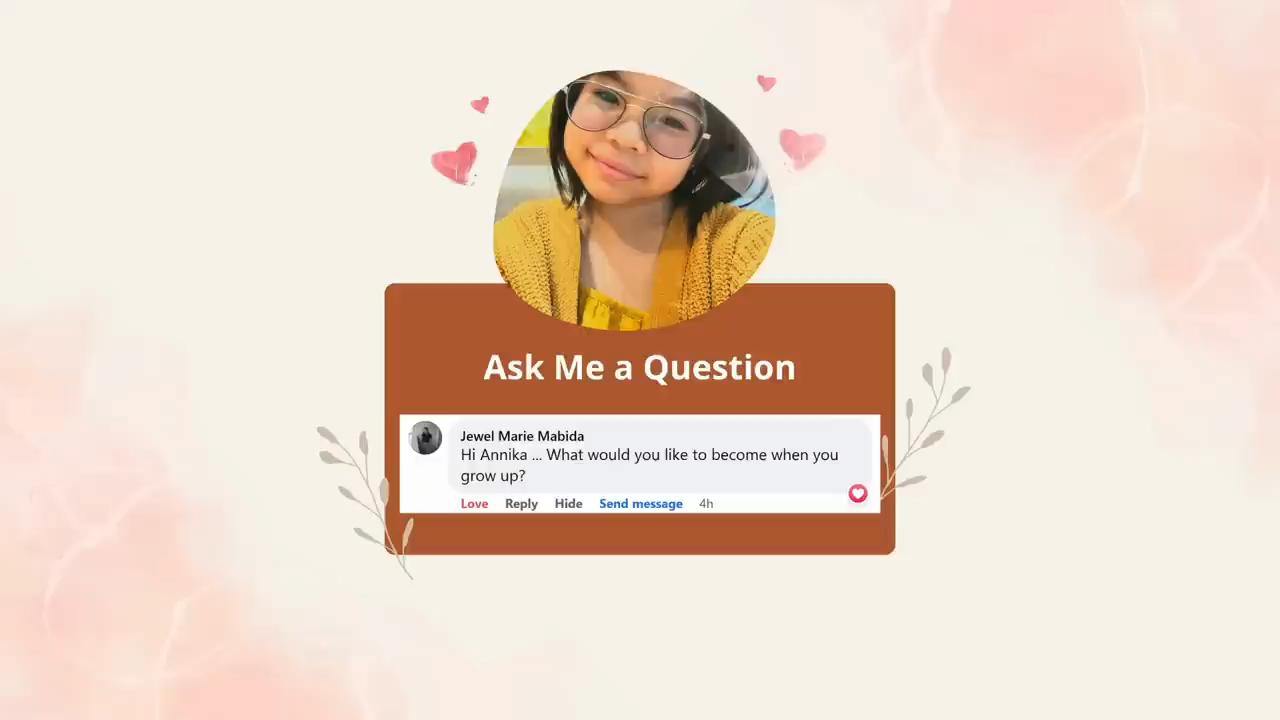 Ask Me a Question
Jewel Marie Mabida
Hi Annika ... What would you like to become when you
grow up?
Love Reply Hide Send message 4h